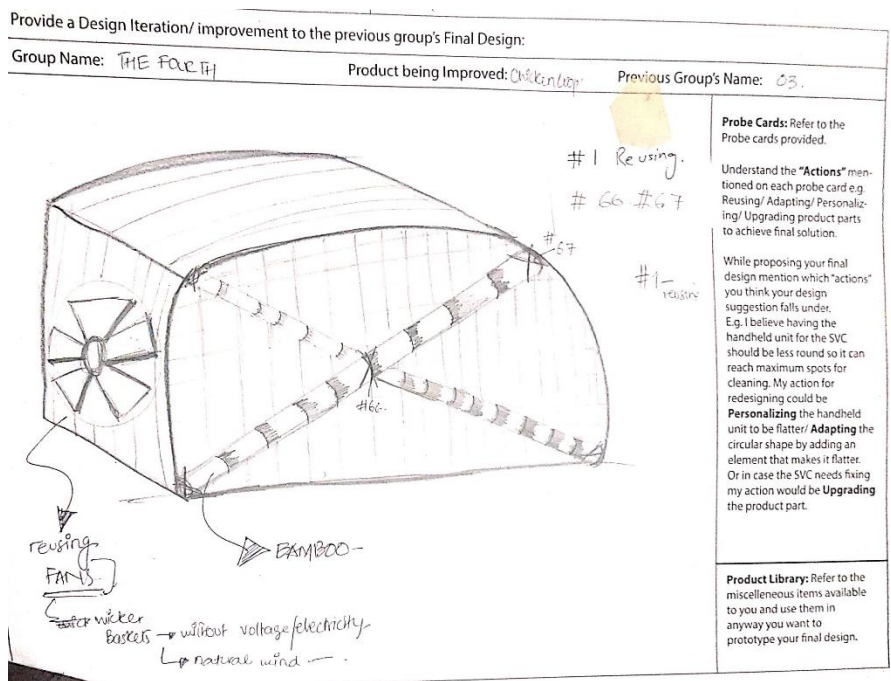 Provide a Design Iteration/ improvement to the previous group's Final Design:
Group Name: THE FOURTH
Product being Improved: Chicken Coop
Previous Group's Name: 03.
#1 Reusing.
#66 #67
#67
#1-
reusing
#66-
reusing
FANS
wicker
Baskets → without voltage/electricity
natural wind
BAMBOO-
Probe Cards: Refer to the
Probe cards provided.
Understand the "Actions" men-
tioned on each probe card e.g.
Reusing/ Adapting/ Personaliz-
ing/ Upgrading product parts
to achieve final solution.
While proposing your final
design mention which "actions"
you think your design
suggestion falls under.
E.g. I believe having the
handheld unit for the SVC
should be less round so it can
reach maximum spots for
cleaning. My action for
redesigning could be
Personalizing the handheld
unit to be flatter/ Adapting the
circular shape by adding an
element that makes it flatter.
Or in case the SVC needs fixing
my action would be Upgrading
the product part.
Product Library: Refer to the
miscelleneous items available
to you and use them in
anyway you want to
prototype your final design.